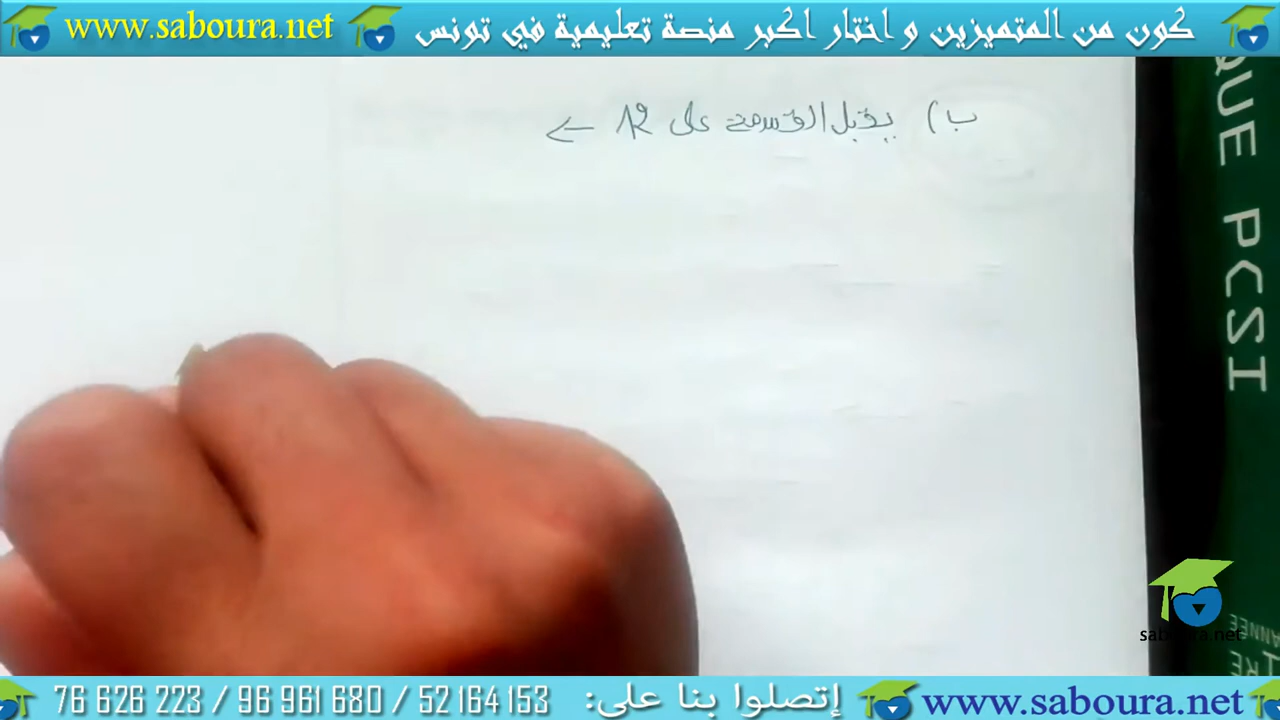 www.saboura.net كون من المتميزين و اختار اكبر منصة تعليمية في تونس
ب) يقبل القسمة على 12 ←
QUE PCSI
saboura.net
ANNEE
76 626 223 / 96 961 680 / 52 164 153 إتصلوا بنا على: www.saboura.net